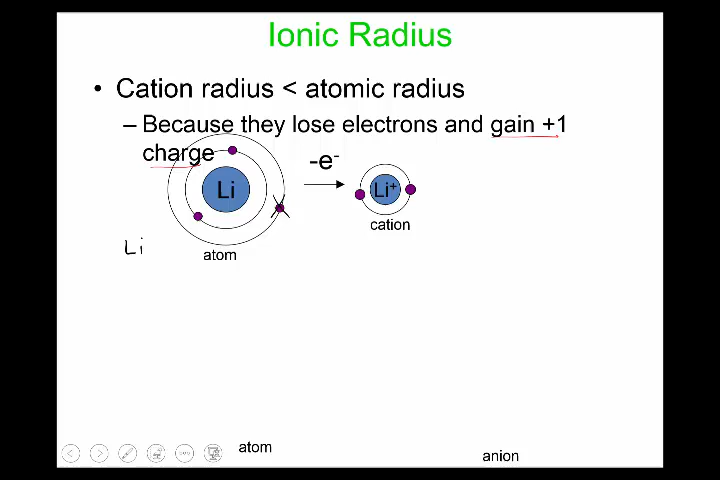 Ionic Radius
• Cation radius < atomic radius
– Because they lose electrons and gain +1
charge
-e⁻
Li
Li⁺
cation
Li
atom
atom
anion